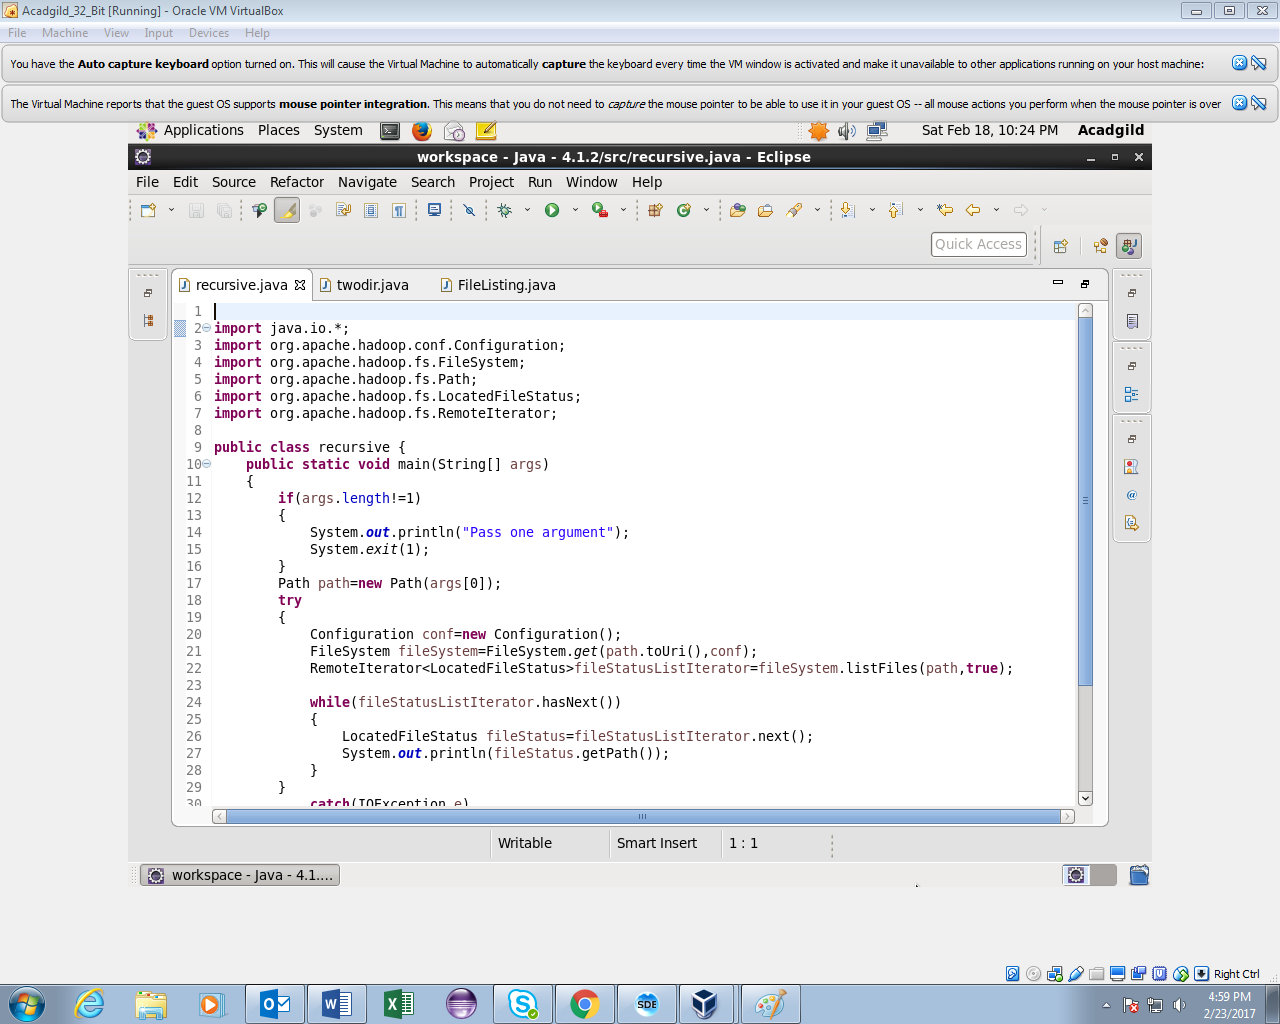 Acadgild_32_Bit [Running] - Oracle VM VirtualBox
File Machine View Input Devices Help
You have the Auto capture keyboard option turned on. This will cause the Virtual Machine to automatically capture the keyboard every time the VM window is activated and make it unavailable to other applications running on your host machine:
The Virtual Machine reports that the guest OS supports mouse pointer integration. This means that you do not need to capture the mouse pointer to be able to use it in your guest OS -- all mouse actions you perform when the mouse pointer is over
Applications Places System Sat Feb 18, 10:24 PM Acadgild
workspace - Java - 4.1.2/src/recursive.java - Eclipse
File Edit Source Refactor Navigate Search Project Run Window Help
Quick Access
recursive.java twodir.java FileListing.java
1
2 import java.io.*;
3 import org.apache.hadoop.conf.Configuration;
4 import org.apache.hadoop.fs.FileSystem;
5 import org.apache.hadoop.fs.Path;
6 import org.apache.hadoop.fs.LocatedFileStatus;
7 import org.apache.hadoop.fs.RemoteIterator;
8
9 public class recursive {
10 public static void main(String[] args)
11 {
12 if(args.length!=1)
13 {
14 System.out.println("Pass one argument");
15 System.exit(1);
16 }
17 Path path=new Path(args[0]);
18 try
19 {
20 Configuration conf=new Configuration();
21 FileSystem fileSystem=FileSystem.get(path.toUri(),conf);
22 RemoteIterator<LocatedFileStatus>fileStatusListIterator=fileSystem.listFiles(path,true);
23
24 while(fileStatusListIterator.hasNext())
25 {
26 LocatedFileStatus fileStatus=fileStatusListIterator.next();
27 System.out.println(fileStatus.getPath());
28 }
29 }
30 catch(IOException e)
Writable Smart Insert 1 : 1
workspace - Java - 4.1....
Right Ctrl
SDE
4:59 PM
2/23/2017